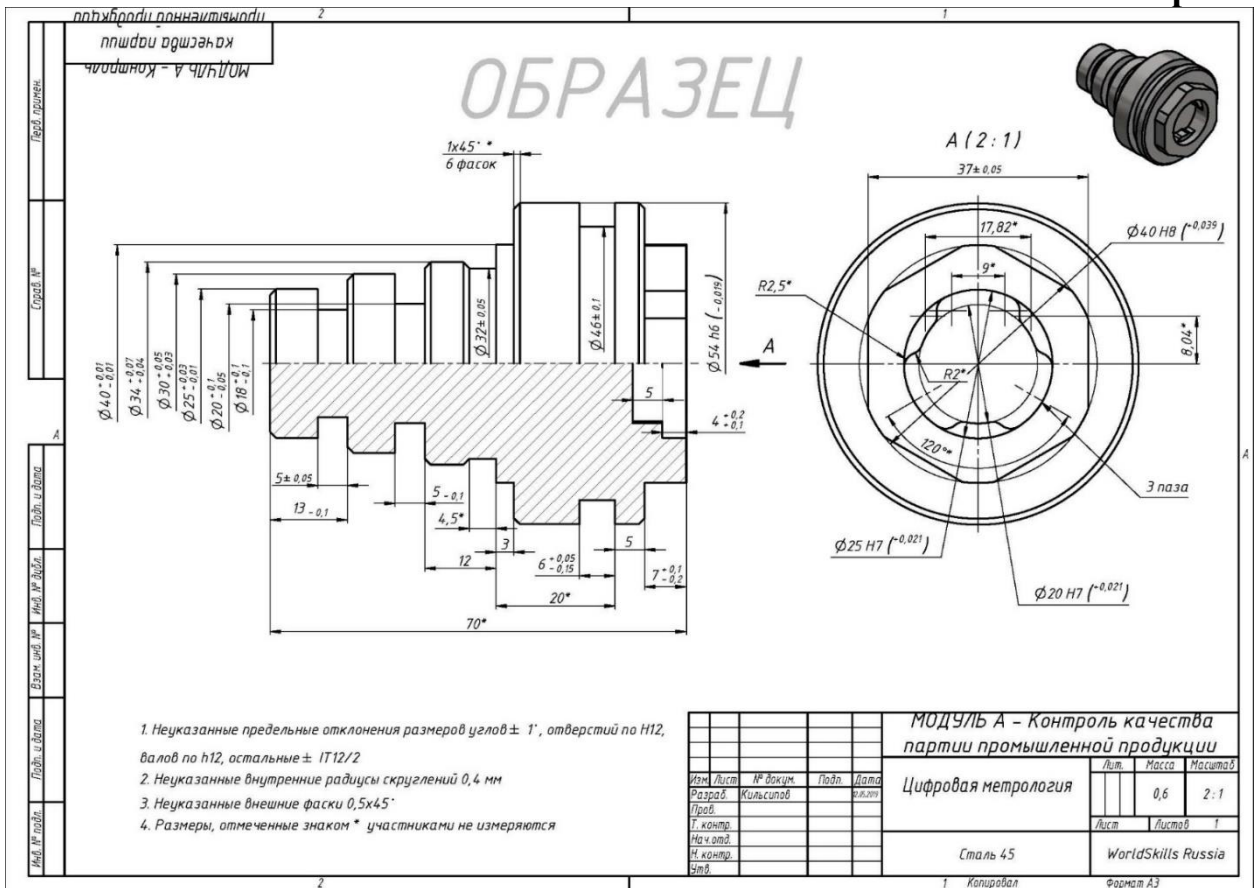 2
1
МОДУЛЬ А – Контроль
качества партии
промышленной продукции
ОБРАЗЕЦ
Перв. примен.
Справ. №
Подп. и дата
Инв. № дубл.
Взам. инв. №
Подп. и дата
Инв. № подл.
А
А
1x45° *
6 фасок
Ø40 +0,01 -0,01
Ø34 +0,07 -0,04
Ø30 +0,05 -0,03
Ø25 +0,03 -0,01
Ø20 +0,1 -0,05
Ø18 +0,1 -0,1
Ø32±0,05
Ø46±0,1
Ø54 h6 (-0,019)
А
5
4 +0,2 +0,1
5±0,05
13 -0,1
5 -0,1
4,5*
3
12
6 +0,05 -0,15
5
7 +0,1 -0,2
20*
70*
А (2:1)
37±0,05
17,82*
9*
Ø40 H8 (+0,039)
R2,5*
8,04*
R2*
120°*
3 паза
Ø25 H7 (+0,021)
Ø20 H7 (+0,021)
1. Неуказанные предельные отклонения размеров углов ± 1°, отверстий по H12,
валов по h12, остальные ± IT12/2
2. Неуказанные внутренние радиусы скруглений 0,4 мм
3. Неуказанные внешние фаски 0,5x45°
4. Размеры, отмеченные знаком * участниками не измеряются
МОДУЛЬ А – Контроль качества
партии промышленной продукции
Изм. Лист № докум. Подп. Дата
Разраб. Кильсипов
Пров.
Т. контр.
Нач.отд.
Н. контр.
Утв.
Цифровая метрология
Лит. Масса Масштаб
0,6 2:1
Лист Листов 1
Сталь 45
WorldSkills Russia
2
1 Копировал Формат А3